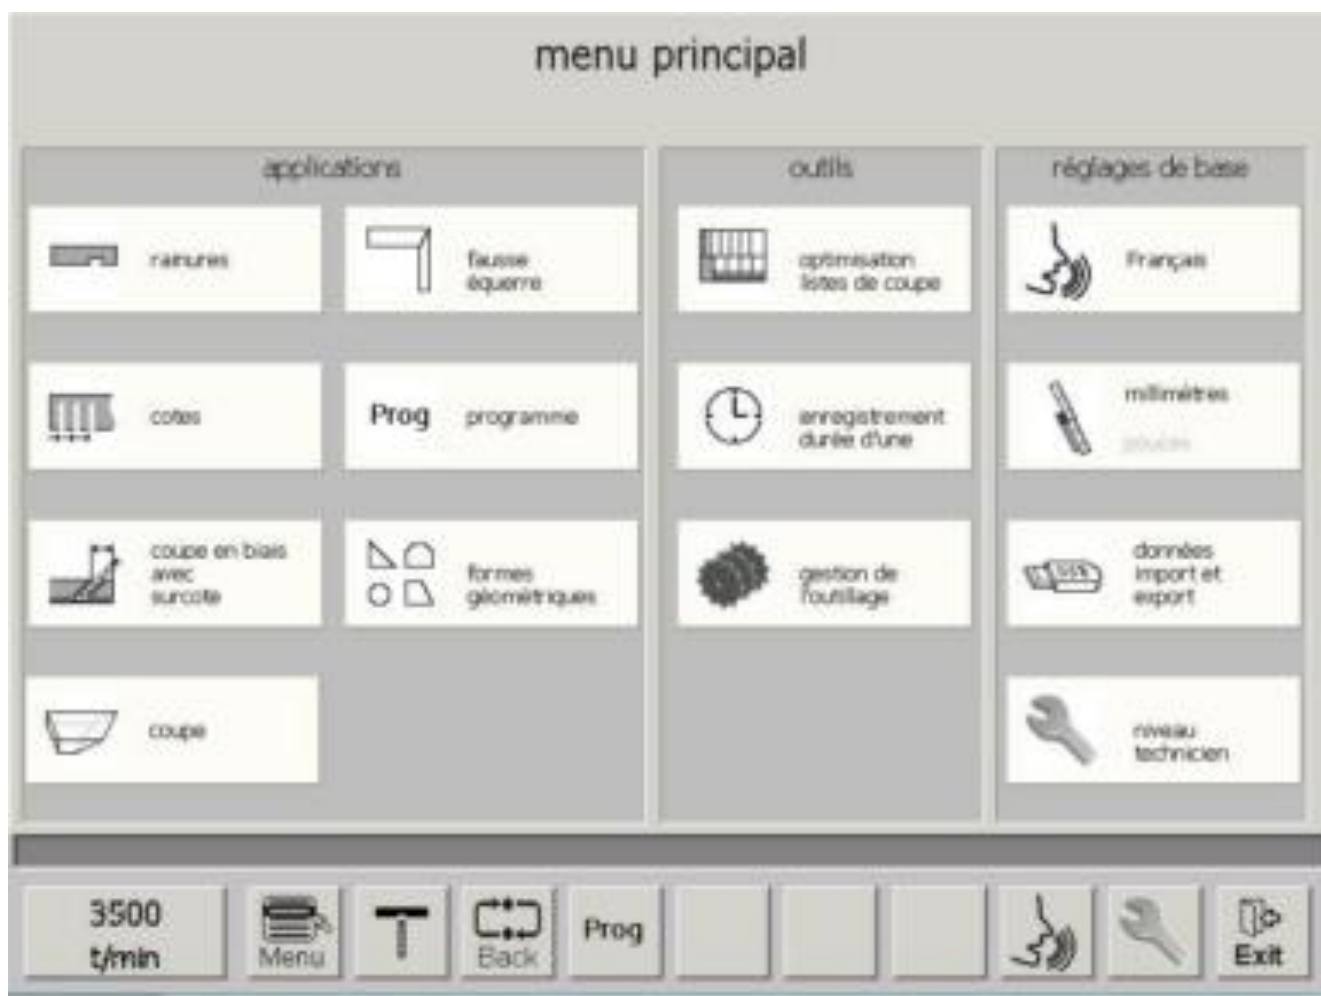 menu principal
applications
outils
réglages de base
rainures
fausse
équerre
optimisation
listes de coupe
Français
cotes
Prog
programme
enregistrement
durée d'une
millimètres
pouces
coupe en biais
avec
surcote
formes
géométriques
gestion de
l'outillage
données
import et
export
coupe
niveau
technicien
3500
t/min
Menu
Back
Prog
Exit